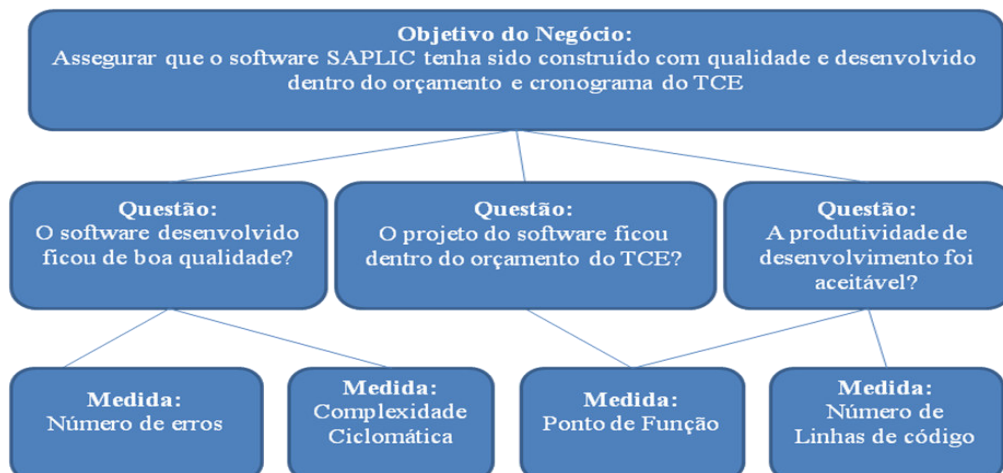 Objetivo do Negócio:
Assegurar que o software SAPLIC tenha sido construído com qualidade e desenvolvido
dentro do orçamento e cronograma do TCE
Questão:
O software desenvolvido
ficou de boa qualidade?
Questão:
O projeto do software ficou
dentro do orçamento do TCE?
Questão:
A produtividade de
desenvolvimento foi
aceitável?
Medida:
Número de erros
Medida:
Complexidade
Ciclomática
Medida:
Ponto de Função
Medida:
Número de
Linhas de código